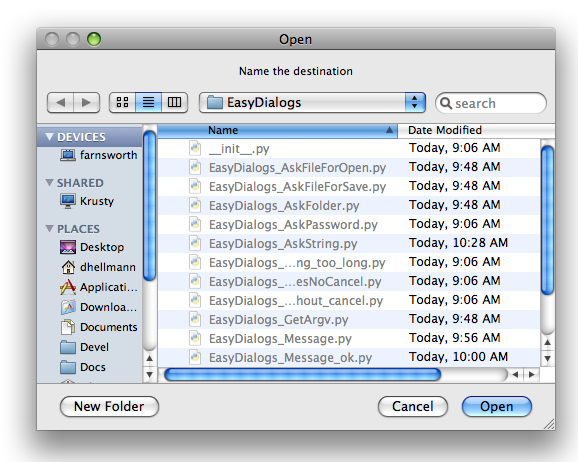 Open
Name the destination
EasyDialogs
search
DEVICES
farnsworth
SHARED
Krusty
PLACES
Desktop
dhellmann
Applicati...
Downloa...
Documents
Devel
Docs
Name Date Modified
__init__.py Today, 9:06 AM
EasyDialogs_AskFileForOpen.py Today, 9:48 AM
EasyDialogs_AskFileForSave.py Today, 9:48 AM
EasyDialogs_AskFolder.py Today, 9:48 AM
EasyDialogs_AskPassword.py Today, 9:06 AM
EasyDialogs_AskString.py Today, 10:28 AM
EasyDialogs_...ng_too_long.py Today, 9:06 AM
EasyDialogs_...esNoCancel.py Today, 9:06 AM
EasyDialogs_...hout_cancel.py Today, 9:06 AM
EasyDialogs_GetArgv.py Today, 9:48 AM
EasyDialogs_Message.py Today, 9:56 AM
EasyDialogs_Message_ok.py Today, 10:00 AM
New Folder Cancel Open